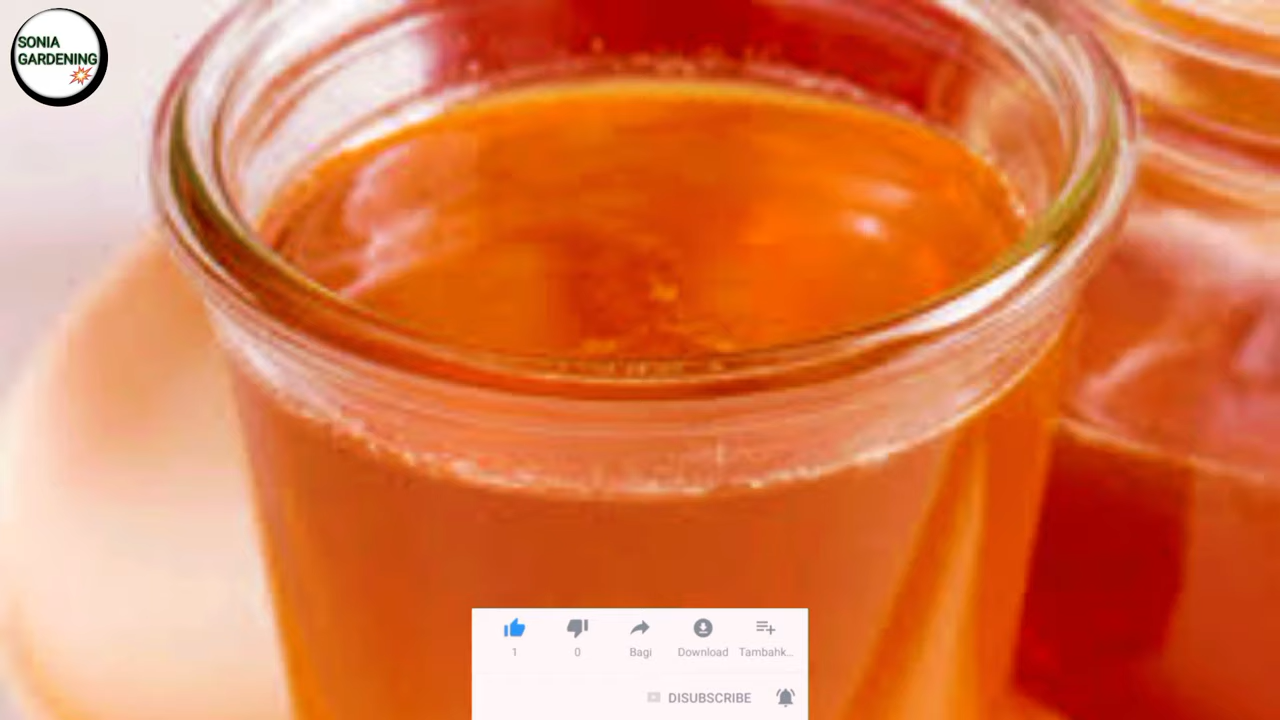 SONIA
GARDENING
1
0
Bagi
Download
Tambahk...
DISUBSCRIBE